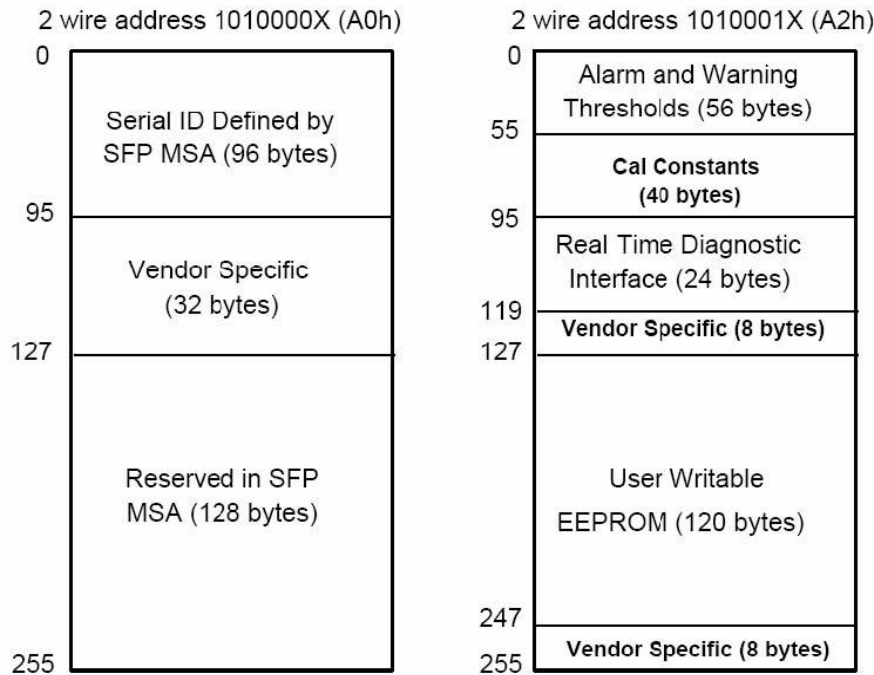 2 wire address 1010000X (A0h)
0
Serial ID Defined by
SFP MSA (96 bytes)
95
Vendor Specific
(32 bytes)
127
Reserved in SFP
MSA (128 bytes)
255
2 wire address 1010001X (A2h)
0
Alarm and Warning
Thresholds (56 bytes)
55
Cal Constants
(40 bytes)
95
Real Time Diagnostic
Interface (24 bytes)
119
Vendor Specific (8 bytes)
127
User Writable
EEPROM (120 bytes)
247
Vendor Specific (8 bytes)
255